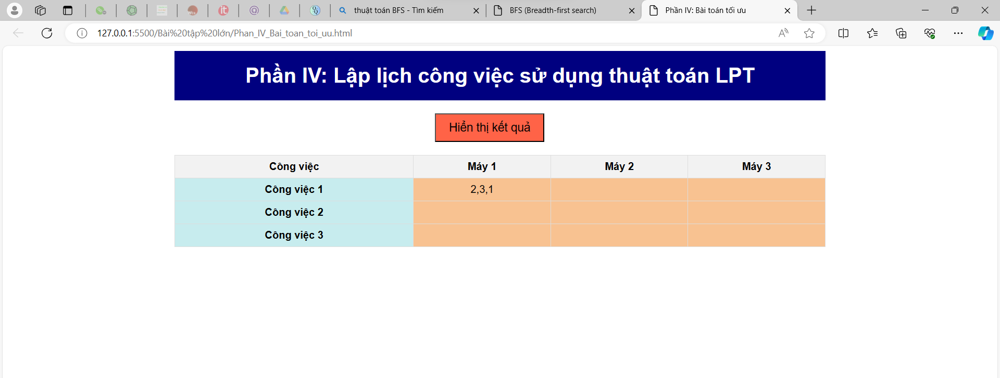 thuật toán BFS - Tìm kiếm
BFS (Breadth-first search)
Phần IV: Bài toán tối ưu
127.0.0.1:5500/Bài%20tập%20lớn/Phan_IV_Bai_toan_toi_uu.html
Phần IV: Lập lịch công việc sử dụng thuật toán LPT
Hiển thị kết quả
Công việc Máy 1 Máy 2 Máy 3
Công việc 1 2,3,1
Công việc 2
Công việc 3